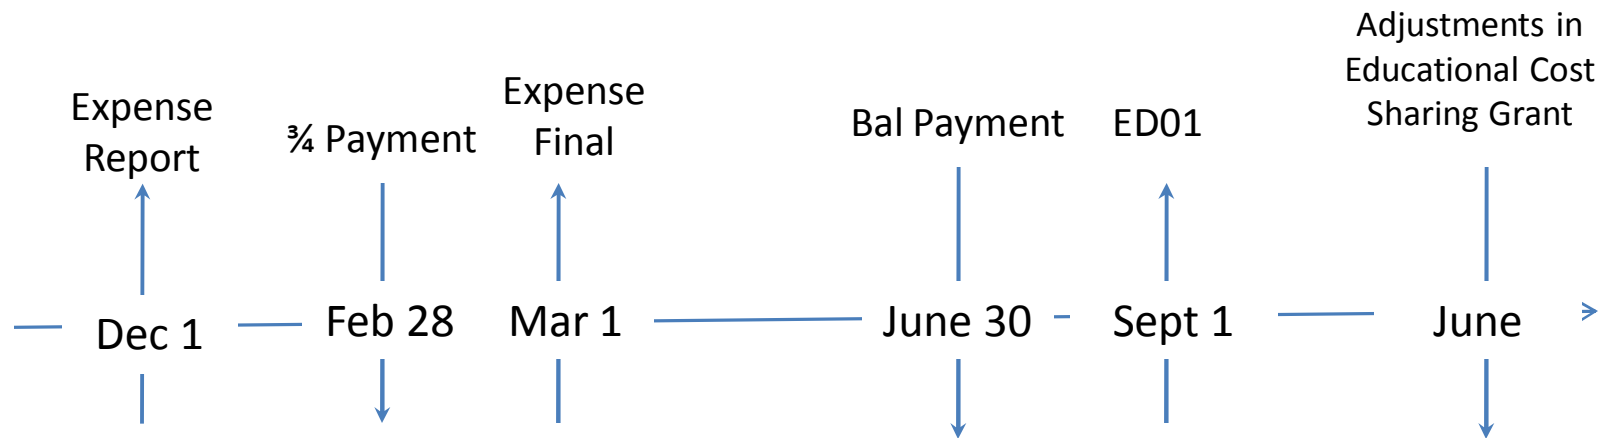 Expense
Report
¾ Payment
Expense
Final
Bal Payment
ED01
Adjustments in
Educational Cost
Sharing Grant
Dec 1
Feb 28
Mar 1
June 30
Sept 1
June